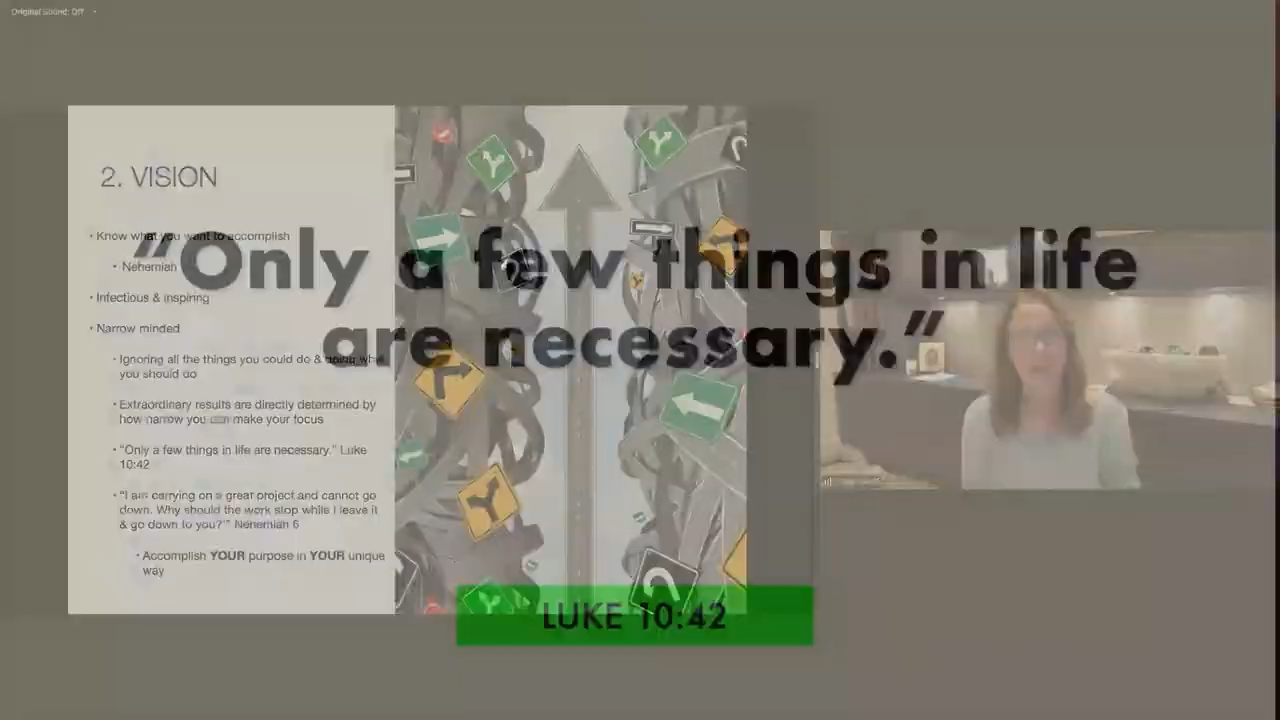 Original Sound: Off
2. VISION
• Know what you want to accomplish
• Nehemiah
• Infectious & inspiring
• Narrow minded
• Ignoring all the things you could do & doing what
you should do
• Extraordinary results are directly determined by
how narrow you can make your focus
• “Only a few things in life are necessary.” Luke
10:42
• “I am carrying on a great project and cannot go
down. Why should the work stop while I leave it
& go down to you?'” Nehemiah 6
• Accomplish YOUR purpose in YOUR unique
way
“Only a few things in life
are necessary.”
LUKE 10:42